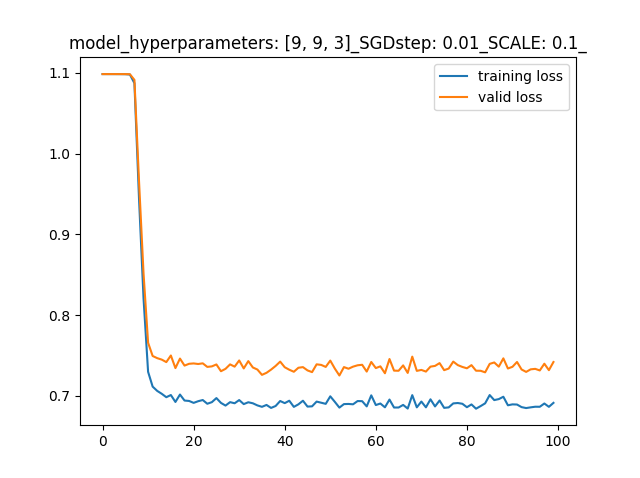 model_hyperparameters: [9, 9, 3]_SGDstep: 0.01_SCALE: 0.1_
training loss
valid loss
1.1
1.0
0.9
0.8
0.7
0 20 40 60 80 100